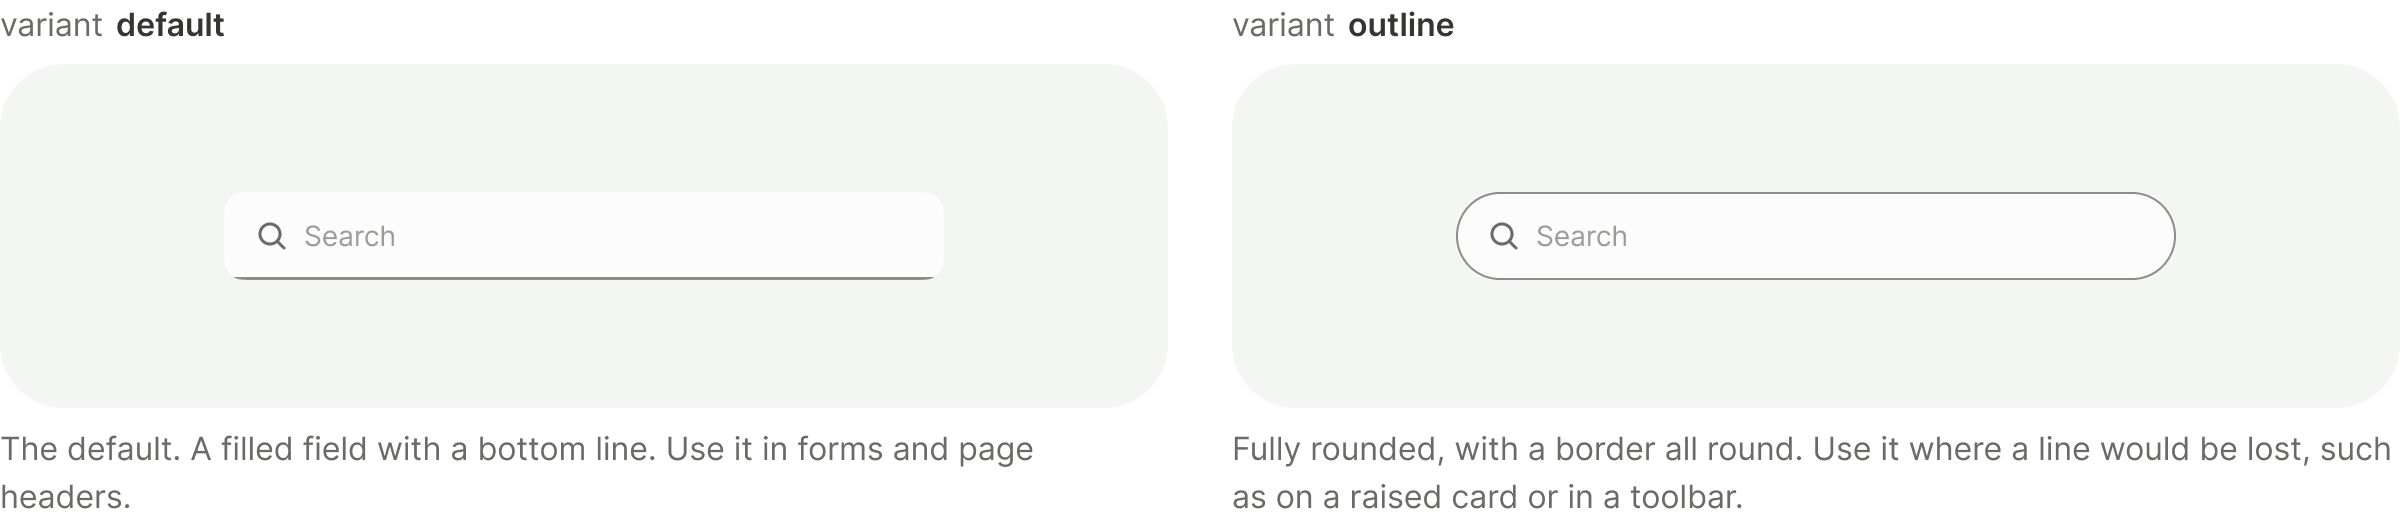 variant default
Search
The default. A filled field with a bottom line. Use it in forms and page
headers.
variant outline
Search
Fully rounded, with a border all round. Use it where a line would be lost, such
as on a raised card or in a toolbar.